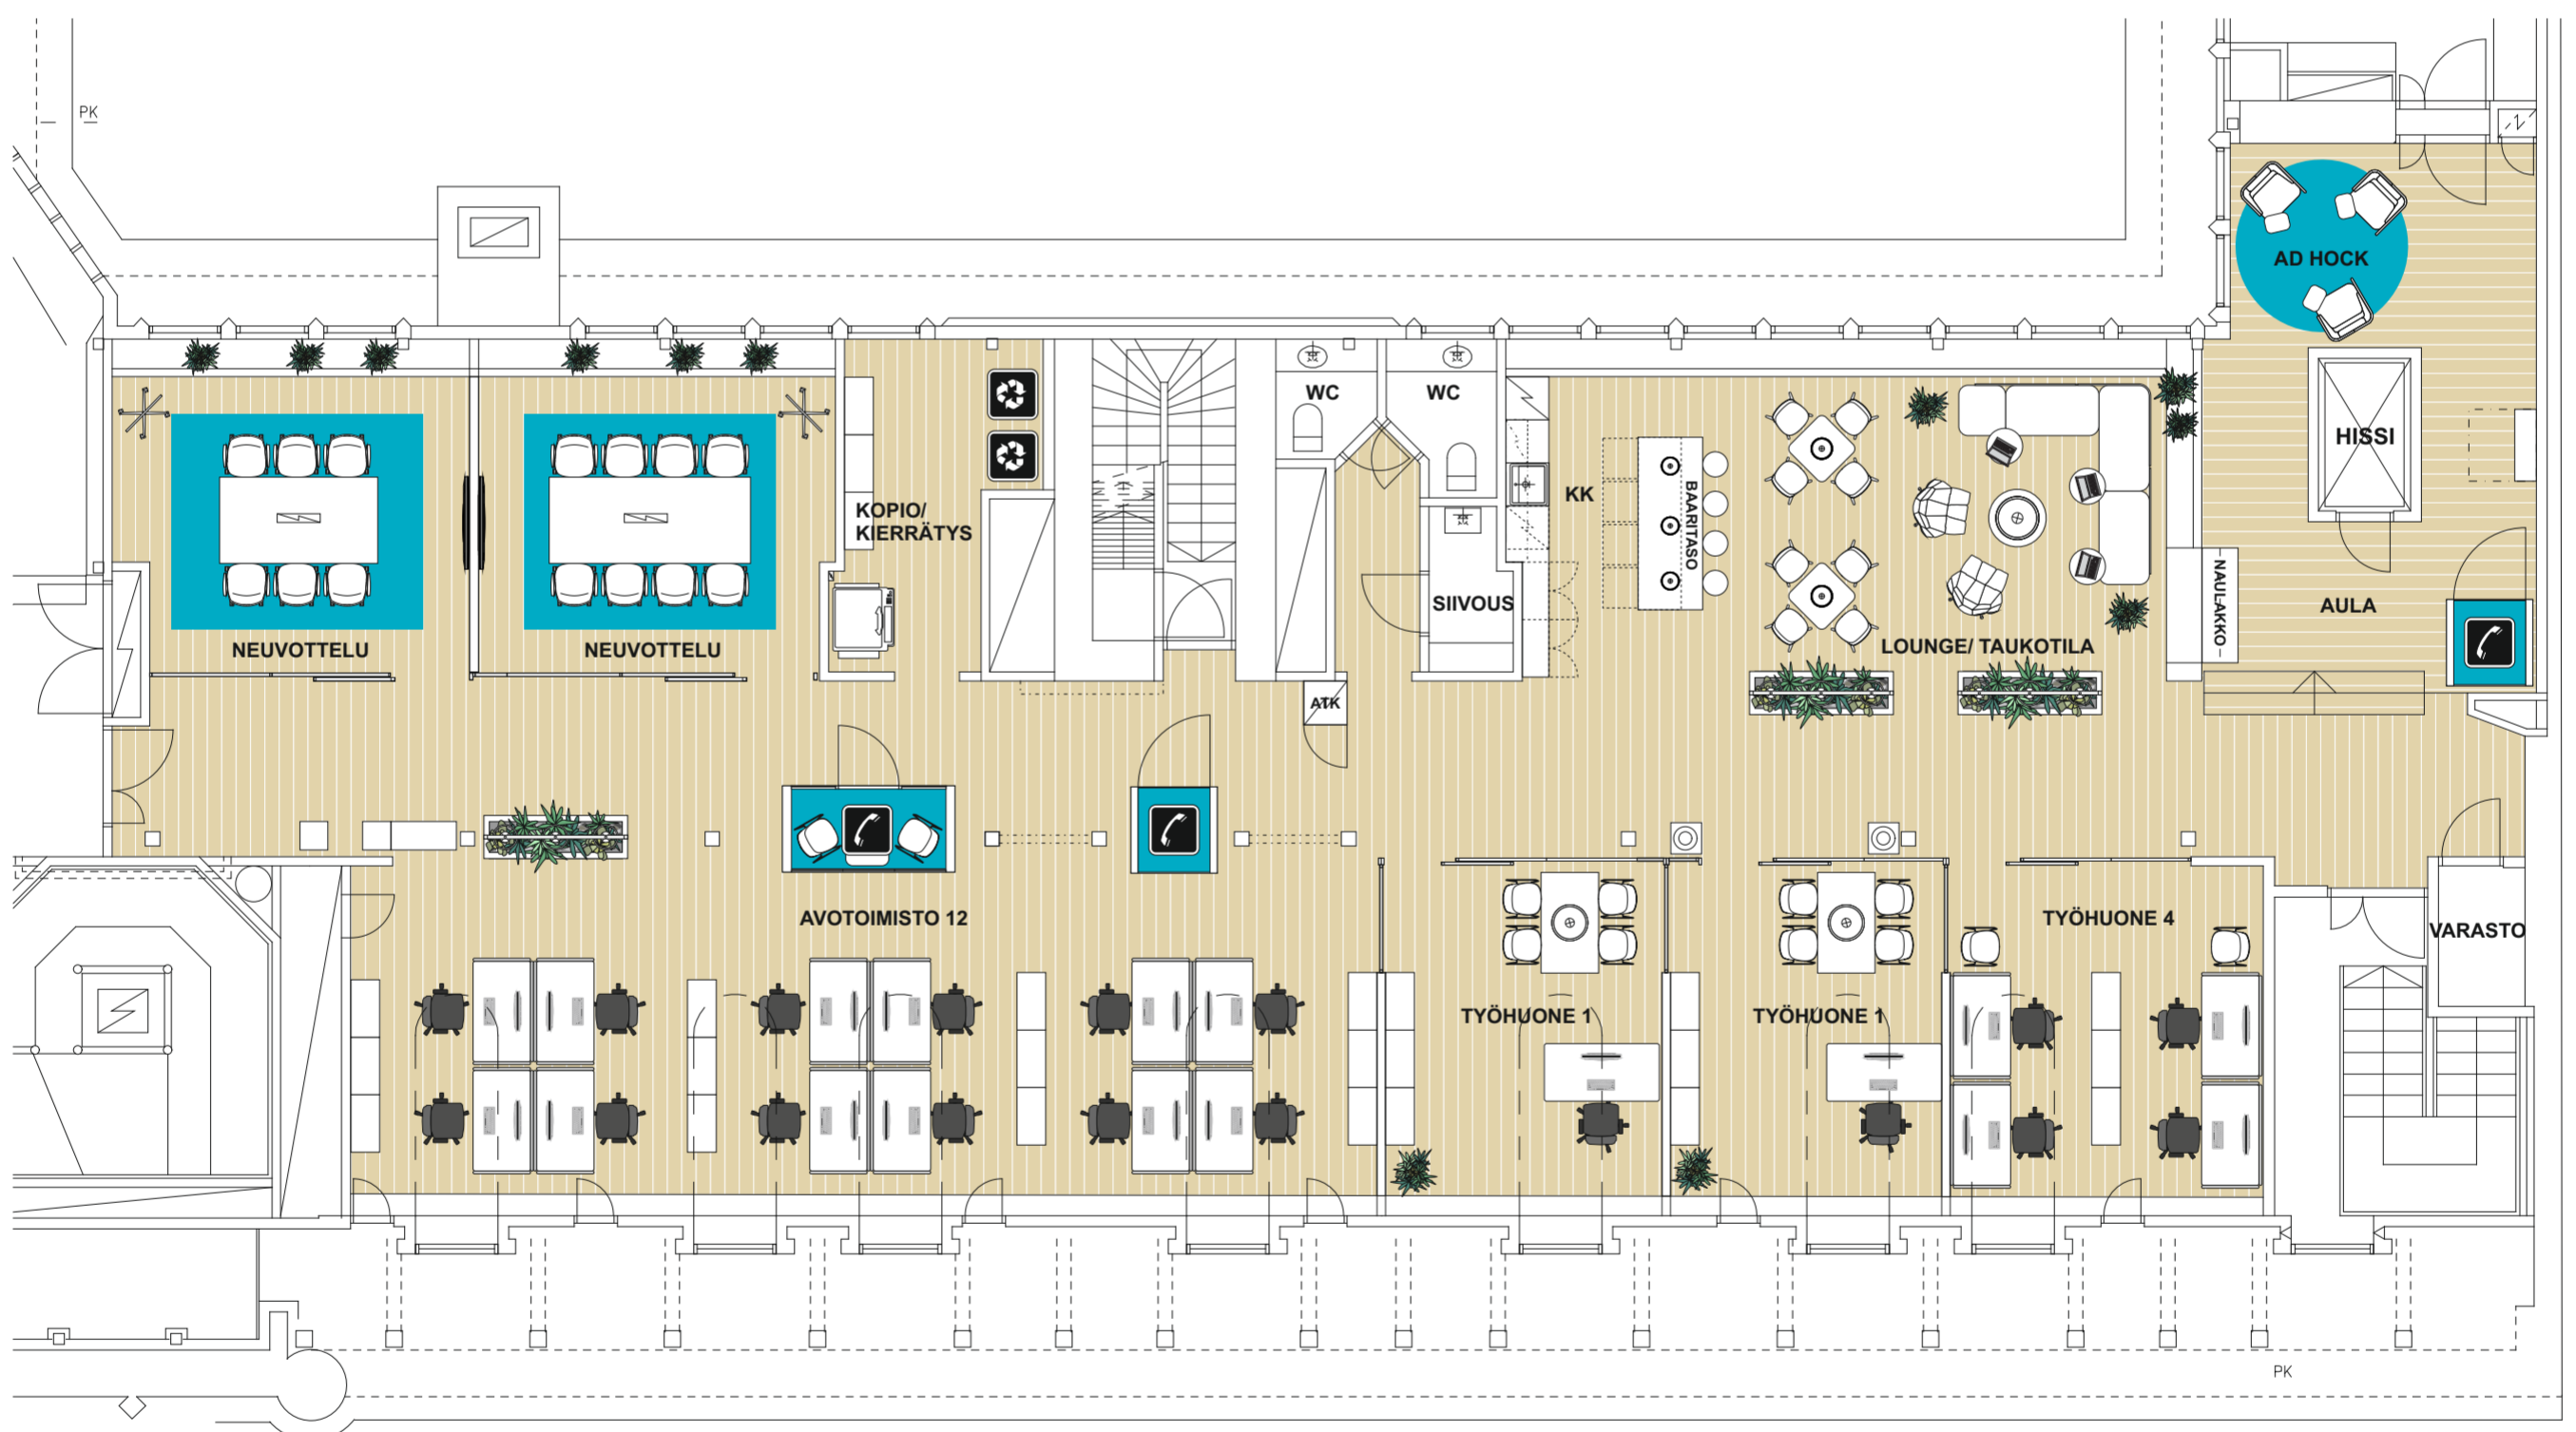 PK
AD HOCK
WC
WC
HISSI
KK
BAARITASO
KOPIO/
KIERRÄTYS
NAULAKKO
SIIVOUS
AULA
NEUVOTTELU
NEUVOTTELU
LOUNGE/ TAUKOTILA
ATK
AVOTOIMISTO 12
TYÖHUONE 4
VARASTO
TYÖHUONE 1
TYÖHUONE 1
PK